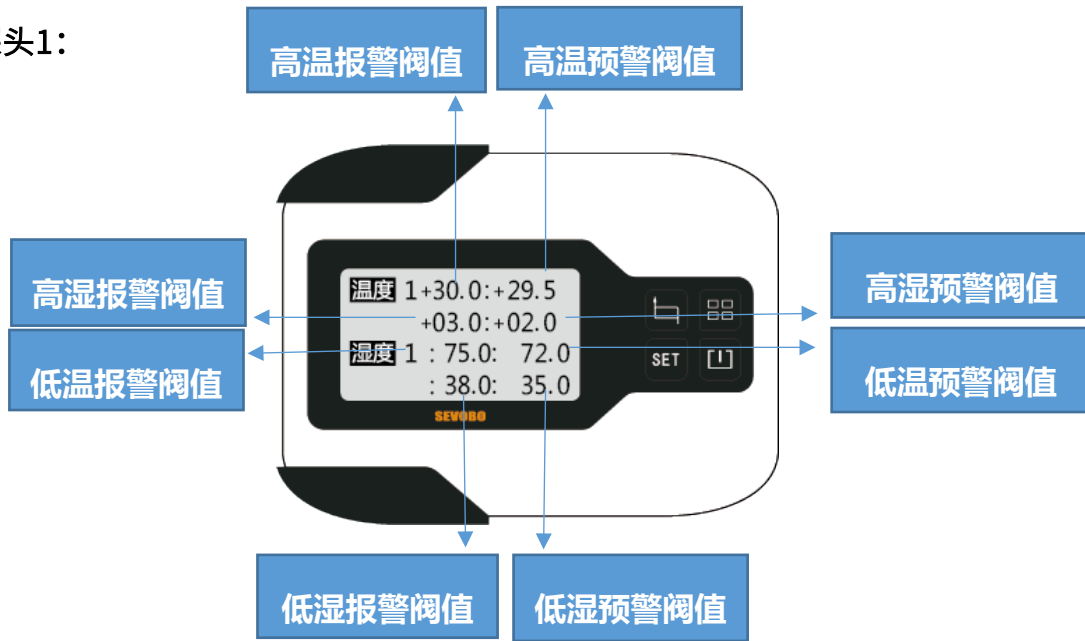 头1：
高温报警阀值
高温预警阀值
高湿报警阀值
高湿预警阀值
低温报警阀值
低温预警阀值
温度 1+30.0:+29.5
+03.0:+02.0
湿度 1 : 75.0: 72.0
: 38.0: 35.0
SEVOBO
SET
低湿报警阀值
低湿预警阀值